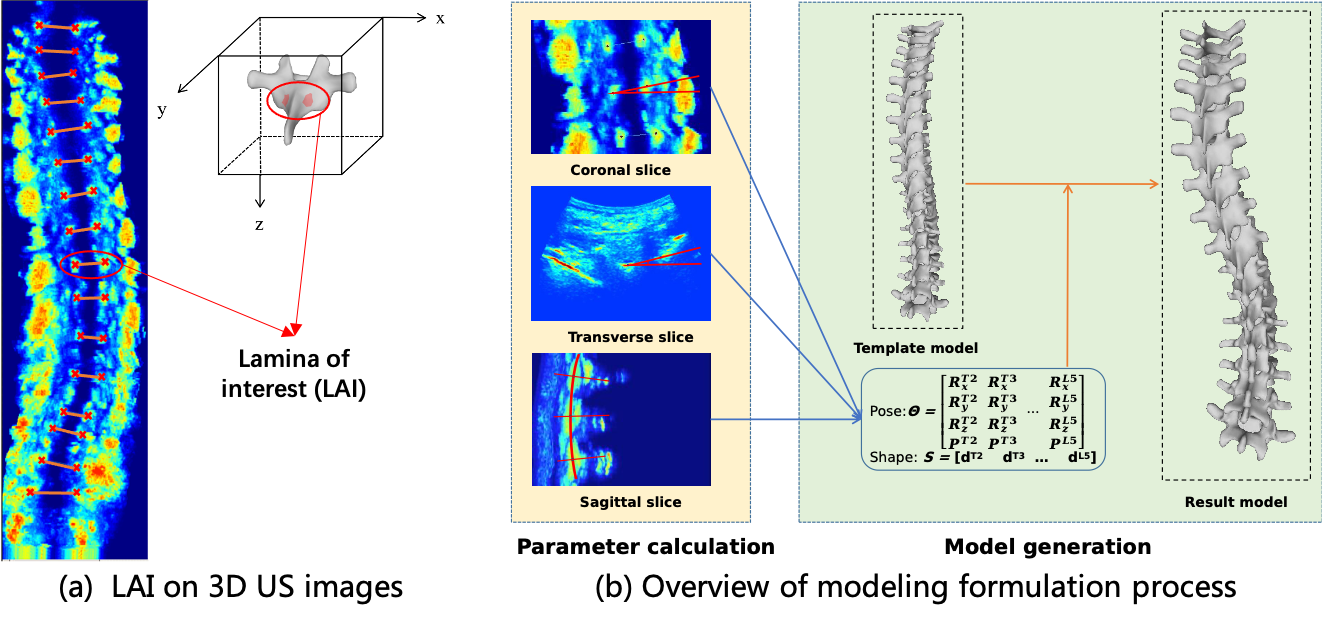 x
y
z
Lamina of
interest (LAI)
(a) LAI on 3D US images
Coronal slice
Transverse slice
Sagittal slice
Parameter calculation
Template model
Pose: Θ = [R_x^T2 R_x^T3 R_x^L5
R_y^T2 R_y^T3 ... R_y^L5
R_z^T2 R_z^T3 R_z^L5
P^T2 P^T3 P^L5]
Shape: S = [d^T2 d^T3 ... d^L5]
Result model
Model generation
(b) Overview of modeling formulation process